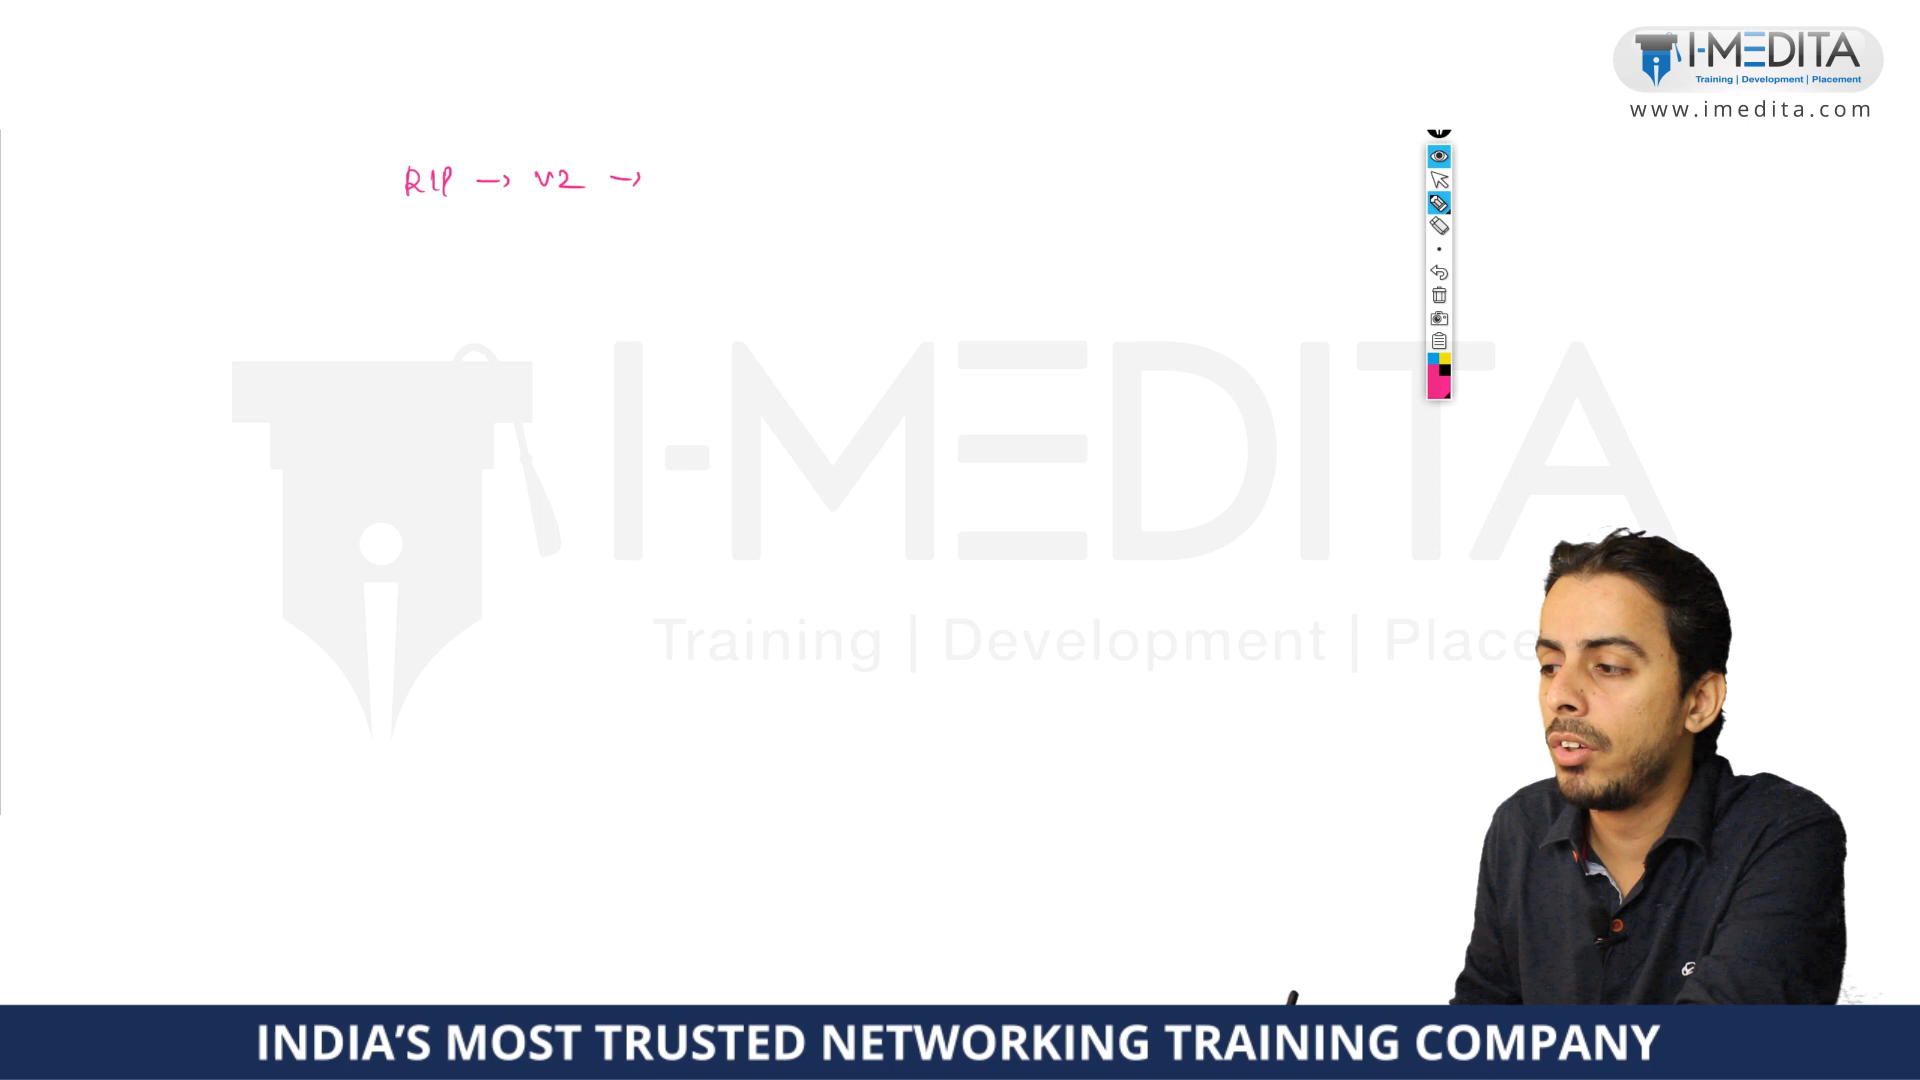 I-MEDITA
Training | Development | Placement
www.imedita.com
RIP → V2 →
I-MEDITA
Training | Development | Place
INDIA'S MOST TRUSTED NETWORKING TRAINING COMPANY